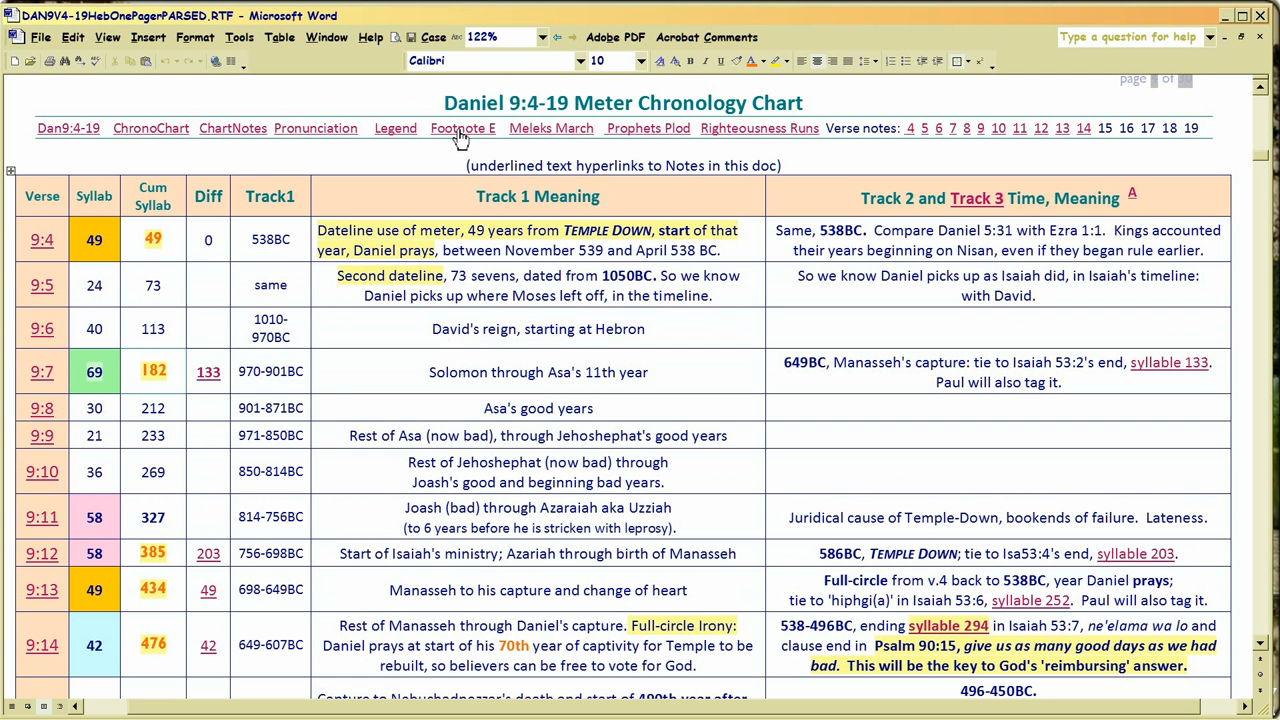 DAN9V4-19HebOnePagerPARSED.RTF - Microsoft Word
File Edit View Insert Format Tools Table Window Help Case 122% Adobe PDF Acrobat Comments Type a question for help
Calibri 10
page of
Daniel 9:4-19 Meter Chronology Chart
Dan9:4-19 ChronoChart ChartNotes Pronunciation Legend Footnote E Meleks March Prophets Plod Righteousness Runs Verse notes: 4 5 6 7 8 9 10 11 12 13 14 15 16 17 18 19
(underlined text hyperlinks to Notes in this doc)
Verse Syllab Cum Syllab Diff Track1 Track 1 Meaning Track 2 and Track 3 Time, Meaning A
9:4 49 49 0 538BC Dateline use of meter, 49 years from TEMPLE DOWN, start of that year, Daniel prays, between November 539 and April 538 BC. Same, 538BC. Compare Daniel 5:31 with Ezra 1:1. Kings accounted their years beginning on Nisan, even if they began rule earlier.
9:5 24 73 same Second dateline, 73 sevens, dated from 1050BC. So we know Daniel picks up where Moses left off, in the timeline. So we know Daniel picks up as Isaiah did, in Isaiah's timeline: with David.
9:6 40 113 1010-970BC David's reign, starting at Hebron
9:7 69 182 133 970-901BC Solomon through Asa's 11th year 649BC, Manasseh's capture: tie to Isaiah 53:2's end, syllable 133. Paul will also tag it.
9:8 30 212 901-871BC Asa's good years
9:9 21 233 971-850BC Rest of Asa (now bad), through Jehoshephat's good years
9:10 36 269 850-814BC Rest of Jehoshephat (now bad) through Joash's good and beginning bad years.
9:11 58 327 814-756BC Joash (bad) through Azaraiah aka Uzziah (to 6 years before he is stricken with leprosy). Juridical cause of Temple-Down, bookends of failure. Lateness.
9:12 58 385 203 756-698BC Start of Isaiah's ministry; Azariah through birth of Manasseh 586BC, TEMPLE DOWN; tie to Isa53:4's end, syllable 203.
9:13 49 434 49 698-649BC Manasseh to his capture and change of heart Full-circle from v.4 back to 538BC, year Daniel prays; tie to 'hiphgi(a)' in Isaiah 53:6, syllable 252. Paul will also tag it.
9:14 42 476 42 649-607BC Rest of Manasseh through Daniel's capture. Full-circle Irony: Daniel prays at start of his 70th year of captivity for Temple to be rebuilt, so believers can be free to vote for God. 538-496BC, ending syllable 294 in Isaiah 53:7, ne'elama wa lo and clause end in Psalm 90:15, give us as many good days as we had bad. This will be the key to God's 'reimbursing' answer.
Capture to Nebuchadnezzar's death and start of 490th year after 496-450BC.